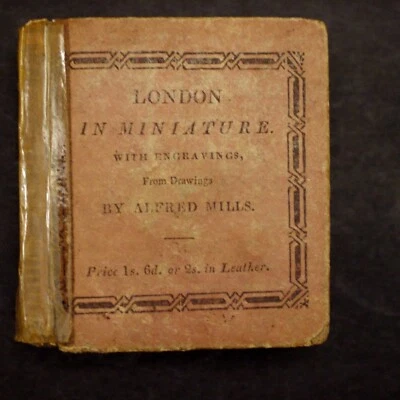 LONDON
IN MINIATURE.
WITH ENGRAVINGS,
From Drawings
BY ALFRED MILLS.
Price 1s. 6d. or 2s. in Leather.